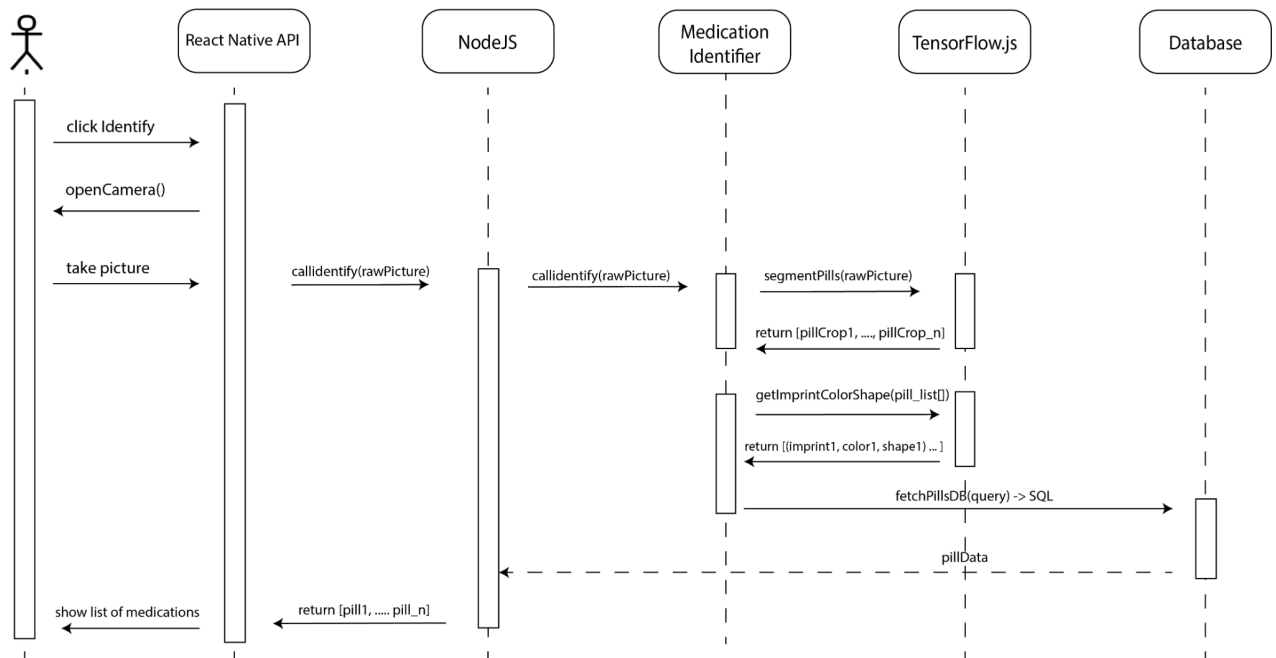 React Native API
NodeJS
Medication
Identifier
TensorFlow.js
Database
click Identify
openCamera()
take picture
callidentify(rawPicture)
callidentify(rawPicture)
segmentPills(rawPicture)
return [pillCrop1, ...., pillCrop_n]
getImprintColorShape(pill_list[])
return [(imprint1, color1, shape1) ... ]
fetchPillsDB(query) -> SQL
pillData
return [pill1, ..... pill_n]
show list of medications